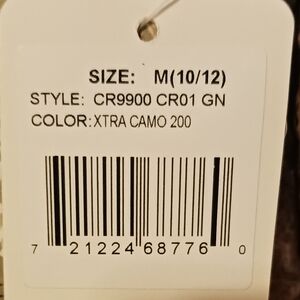 SIZE: M(10/12)
STYLE: CR9900 CR01 GN
COLOR:XTRA CAMO 200
7 21224 68776 0